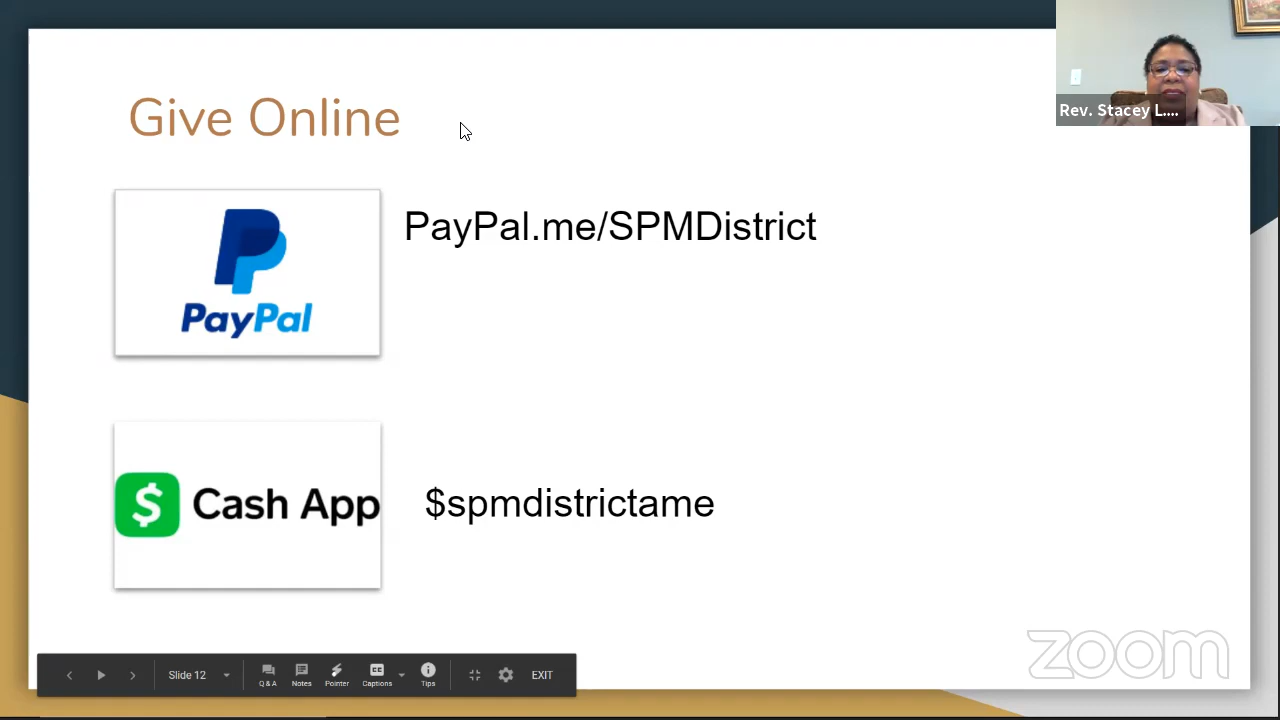 Give Online
Rev. Stacey L....
PayPal.me/SPMDistrict
PayPal
Cash App
$spmdistrictame
zoom
Slide 12
Q & A
Notes
Pointer
Captions
Tips
EXIT